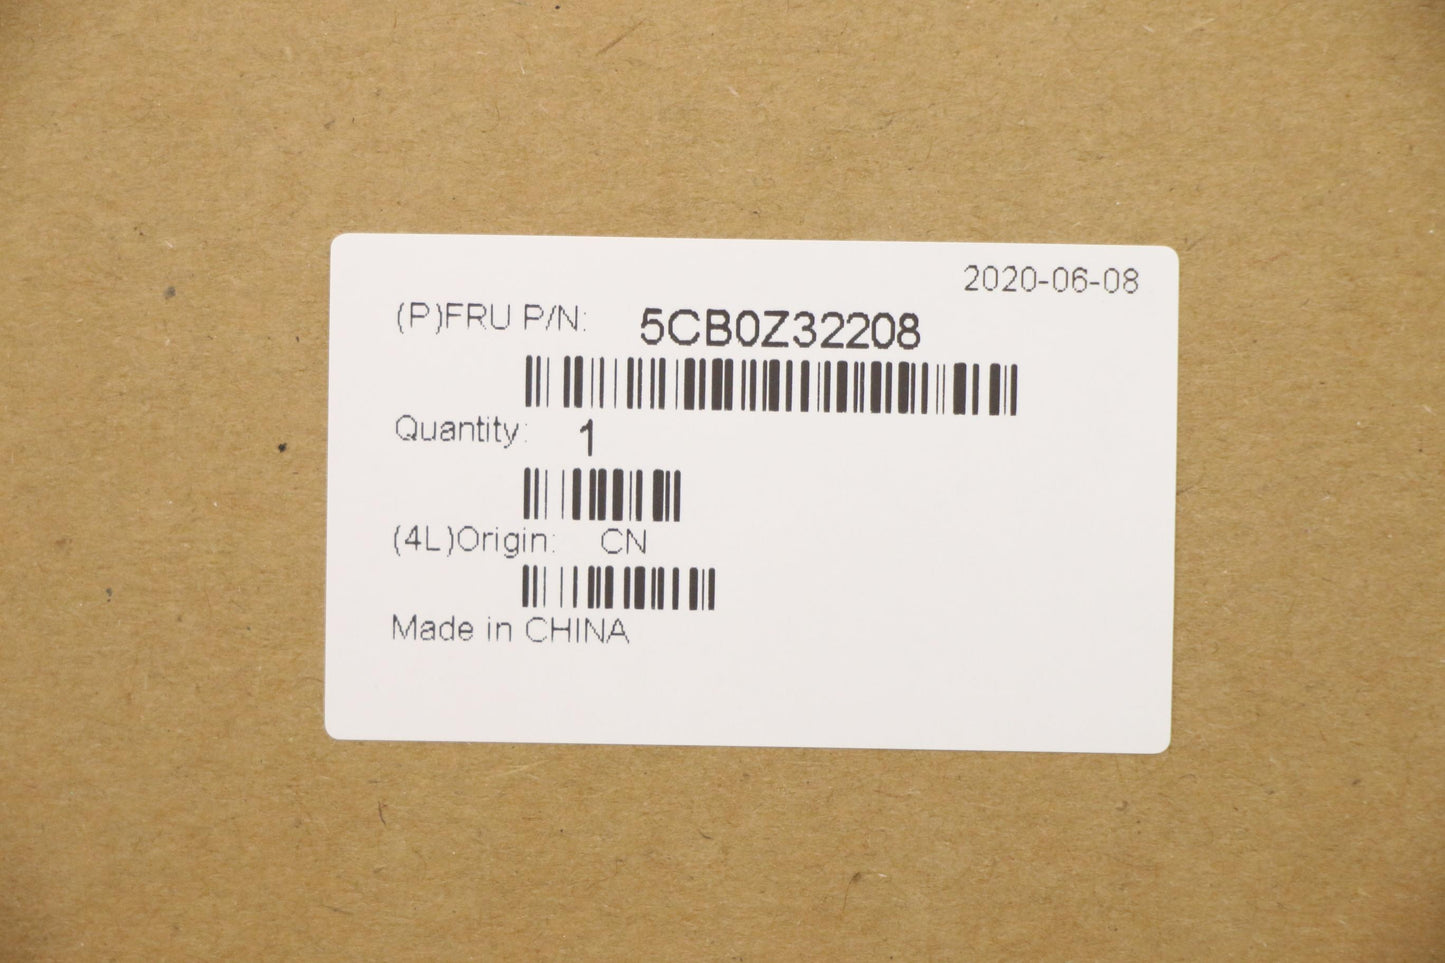 2020-06-08
(P)FRU P/N: 5CB0Z32208
Quantity: 1
(4L)Origin: CN
Made in CHINA